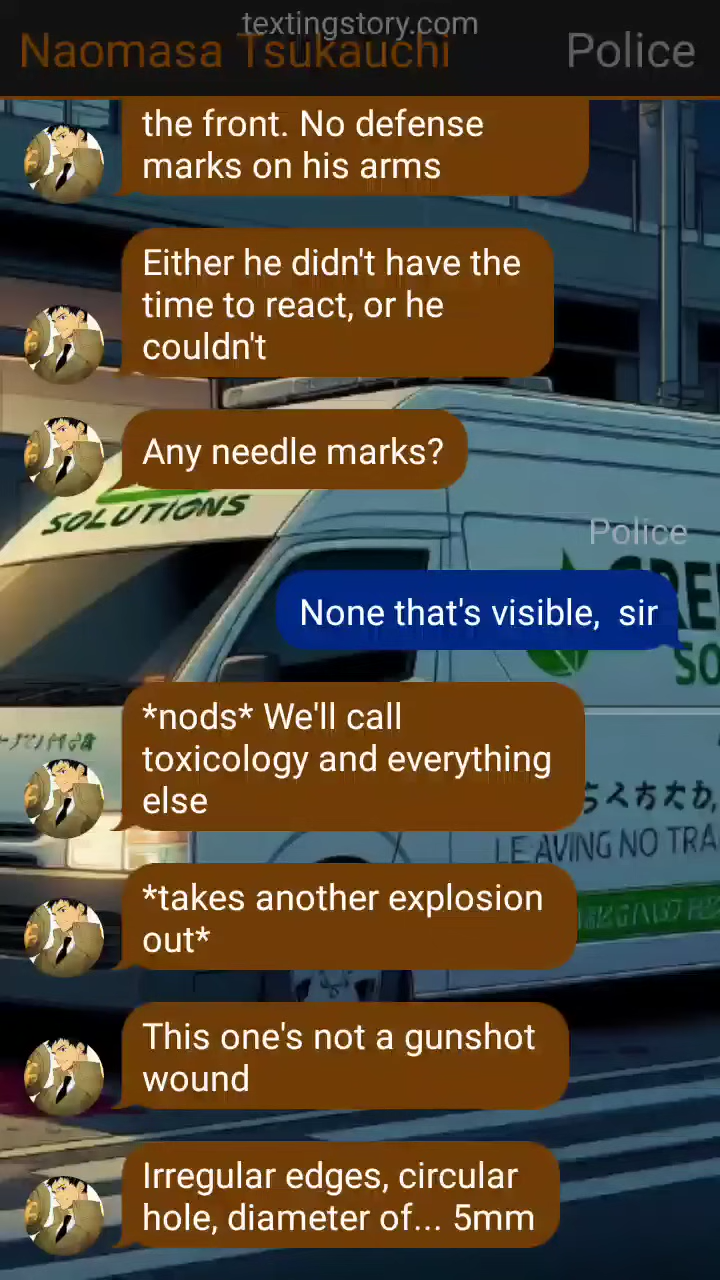 textingstory.com
Naomasa Tsukauchi
Police
the front. No defense
marks on his arms
Either he didn't have the
time to react, or he
couldn't
Any needle marks?
SOLUTIONS
Police
None that's visible,  sir
GREE
SO
*nods* We'll call
toxicology and everything
else
LEAVING NO TRA
*takes another explosion
out*
This one's not a gunshot
wound
Irregular edges, circular
hole, diameter of... 5mm